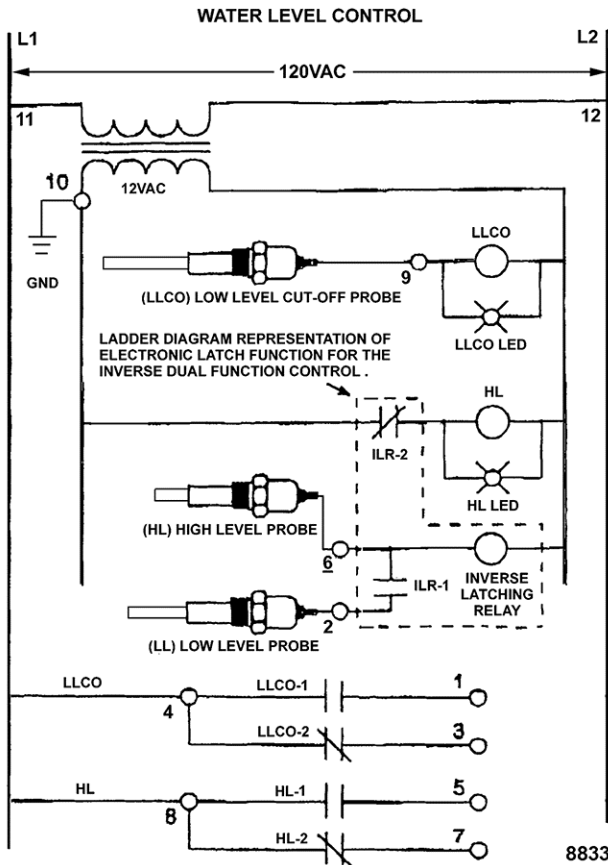 WATER LEVEL CONTROL
L1
L2
120VAC
11
12
10
12VAC
GND
LLCO
9
(LLCO) LOW LEVEL CUT-OFF PROBE
LLCO LED
LADDER DIAGRAM REPRESENTATION OF
ELECTRONIC LATCH FUNCTION FOR THE
INVERSE DUAL FUNCTION CONTROL .
HL
ILR-2
HL LED
(HL) HIGH LEVEL PROBE
6
ILR-1
INVERSE
LATCHING
RELAY
2
(LL) LOW LEVEL PROBE
LLCO
LLCO-1
1
4
LLCO-2
3
HL
HL-1
5
8
HL-2
7
8833